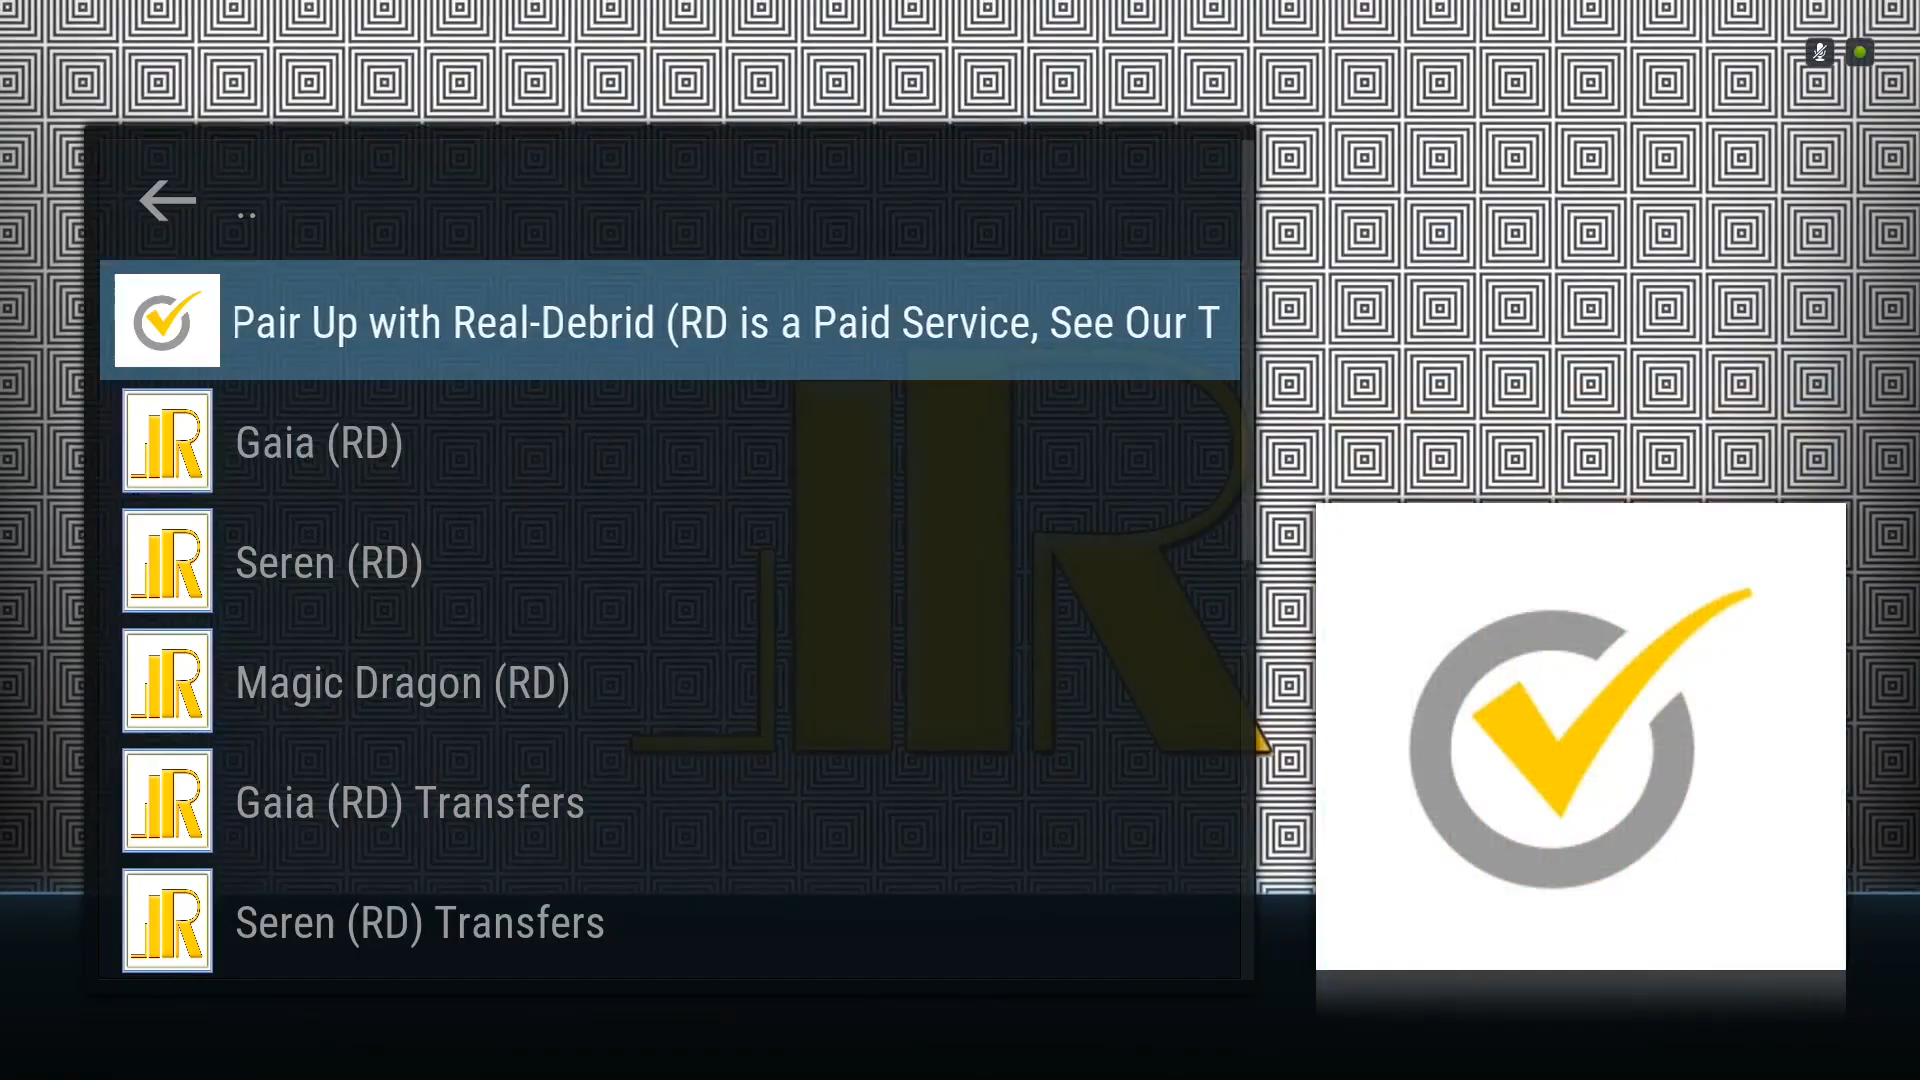 ..
Pair Up with Real-Debrid (RD is a Paid Service, See Our T
Gaia (RD)
Seren (RD)
Magic Dragon (RD)
Gaia (RD) Transfers
Seren (RD) Transfers